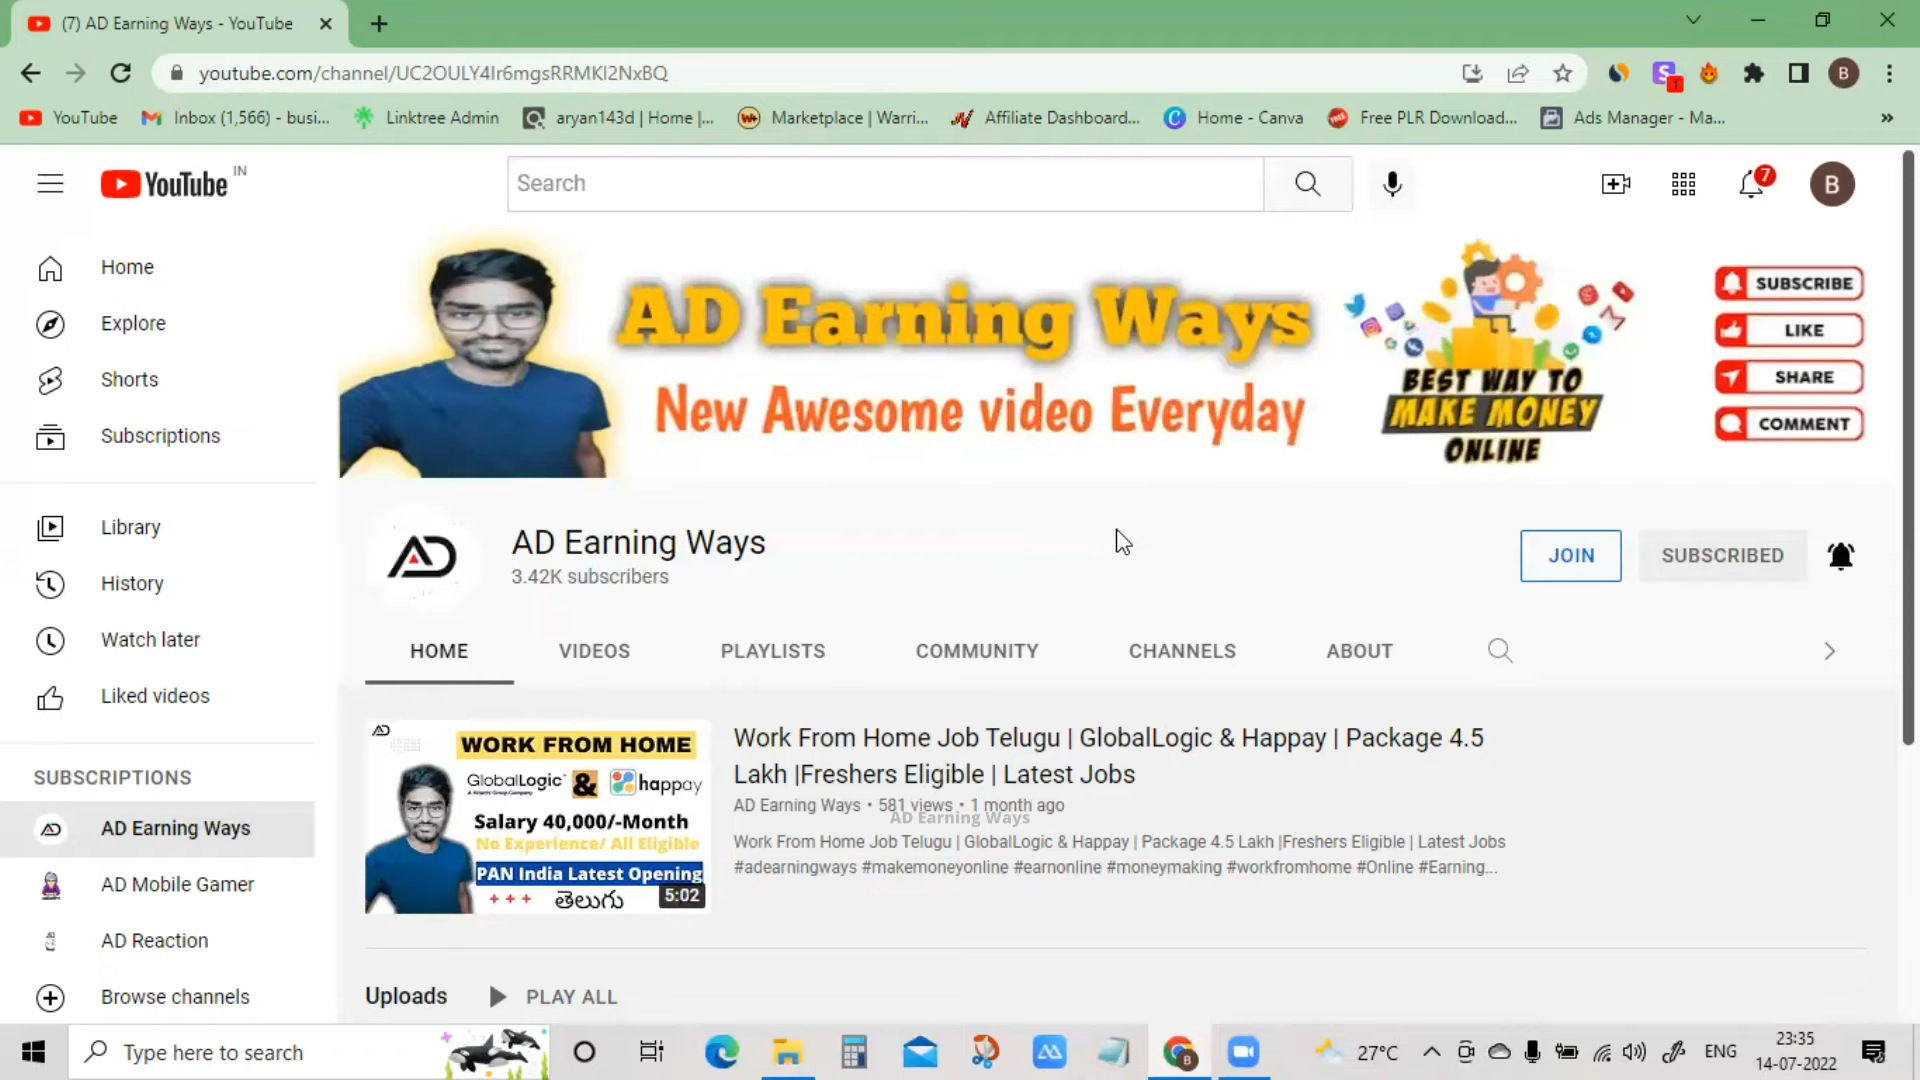 (7) AD Earning Ways - YouTube
youtube.com/channel/UC2OULY4Ir6mgsRRMKI2NxBQ
YouTube
Inbox (1,566) - busi...
Linktree Admin
aryan143d | Home |...
Marketplace | Warri...
Affiliate Dashboard...
Home - Canva
Free PLR Download...
Ads Manager - Ma...
»
YouTube IN
Search
7
B
Home
Explore
Shorts
Subscriptions
Library
History
Watch later
Liked videos
SUBSCRIPTIONS
AD Earning Ways
AD Mobile Gamer
AD Reaction
Browse channels
AD Earning Ways
New Awesome video Everyday
BEST WAY TO
MAKE MONEY
ONLINE
SUBSCRIBE
LIKE
SHARE
COMMENT
AD
AD Earning Ways
3.42K subscribers
JOIN
SUBSCRIBED
HOME
VIDEOS
PLAYLISTS
COMMUNITY
CHANNELS
ABOUT
WORK FROM HOME
GlobalLogic & happay
Salary 40,000/-Month
No Experience/ All Eligible
PAN India Latest Opening
తెలుగు
5:02
Work From Home Job Telugu | GlobalLogic & Happay | Package 4.5
Lakh |Freshers Eligible | Latest Jobs
AD Earning Ways • 581 views • 1 month ago
AD Earning Ways
Work From Home Job Telugu | GlobalLogic & Happay | Package 4.5 Lakh |Freshers Eligible | Latest Jobs
#adearningways #makemoneyonline #earnonline #moneymaking #workfromhome #Online #Earning...
Uploads
PLAY ALL
Type here to search
27°C
ENG
23:35
14-07-2022